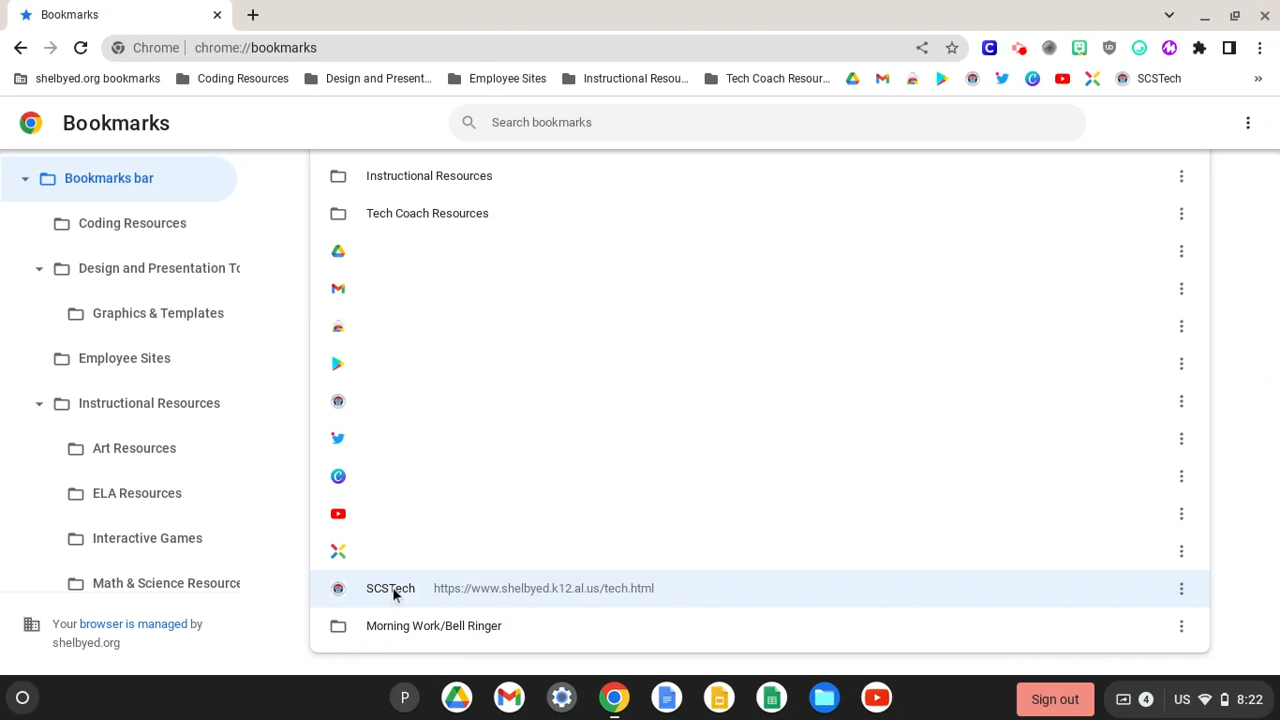 Bookmarks
Chrome
chrome://bookmarks
shelbyed.org bookmarks
Coding Resources
Design and Present...
Employee Sites
Instructional Resou...
Tech Coach Resour...
SCSTech
»
Bookmarks
Search bookmarks
Bookmarks bar
Coding Resources
Design and Presentation To
Graphics & Templates
Employee Sites
Instructional Resources
Art Resources
ELA Resources
Interactive Games
Math & Science Resource
Your browser is managed by
shelbyed.org
Instructional Resources
Tech Coach Resources
SCSTech https://www.shelbyed.k12.al.us/tech.html
Morning Work/Bell Ringer
P
Sign out
4
US
8:22